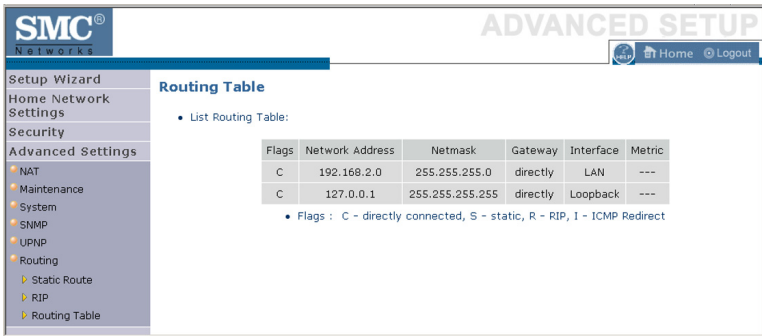 SMC®
Networks
ADVANCED SETUP
HELP Home Logout
Setup Wizard
Home Network
Settings
Security
Advanced Settings
NAT
Maintenance
System
SNMP
UPNP
Routing
Static Route
RIP
Routing Table
Routing Table
List Routing Table:
Flags Network Address Netmask Gateway Interface Metric
C 192.168.2.0 255.255.255.0 directly LAN ---
C 127.0.0.1 255.255.255.255 directly Loopback ---
Flags : C - directly connected, S - static, R - RIP, I - ICMP Redirect